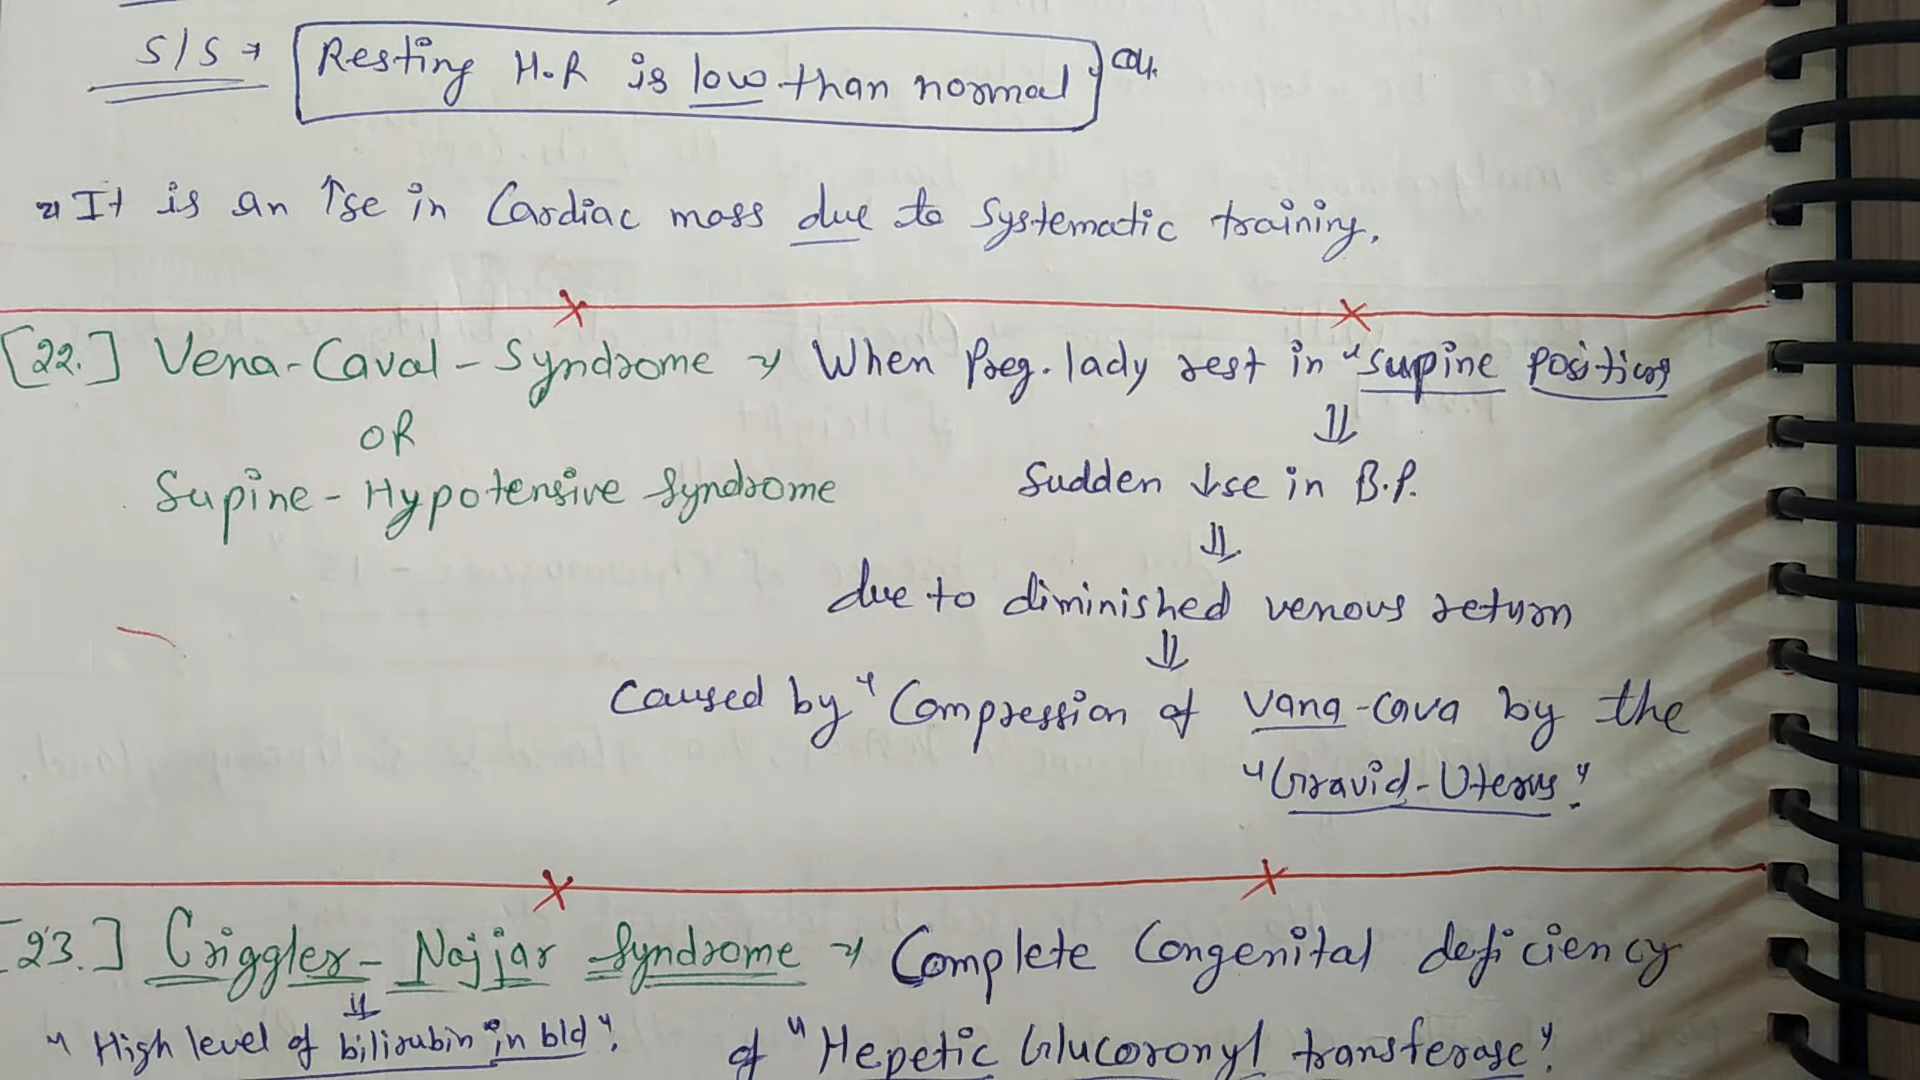 S/S → Resting H.R is low than normal
→ It is an ↑se in Cardiac mass due to Systematic training.
[22.] Vena-Caval-Syndrome → When Preg. lady rest in "supine position
⇓
OR
Supine-Hypotensive Syndrome
Sudden ↓se in B.P.
⇓
due to diminished venous return
⇓
Caused by "Compression of vana-cava by the
"Gravid-Uterus".
[23.] Criggler-Najjar Syndrome → Complete Congenital deficiency
⇓
"High level of bilirubin in bld".
of "Hepetic Glucoronyl transferase".